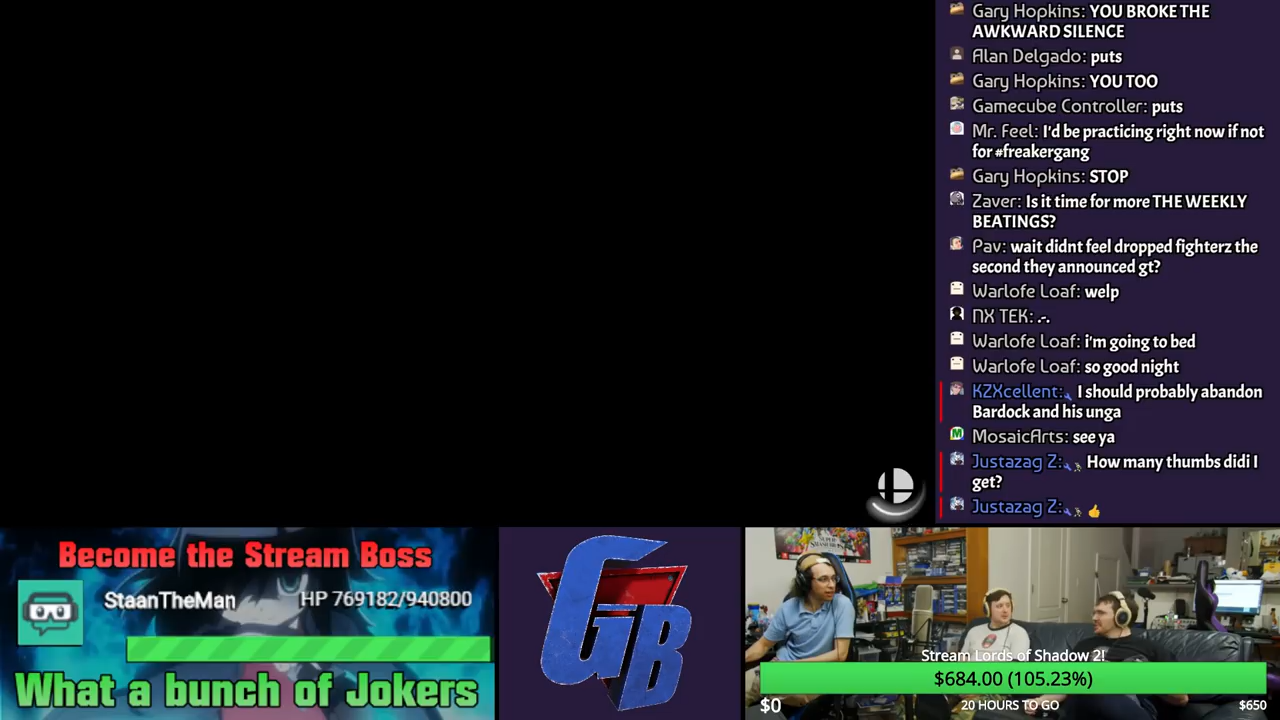 Gary Hopkins: YOU BROKE THE
AWKWARD SILENCE
Alan Delgado: puts
Gary Hopkins: YOU TOO
Gamecube Controller: puts
Mr. Feel: I'd be practicing right now if not
for #freakergang
Gary Hopkins: STOP
Zaver: Is it time for more THE WEEKLY
BEATINGS?
Pav: wait didnt feel dropped fighterz the
second they announced gt?
Warlofe Loaf: welp
NX TEK: .-.
Warlofe Loaf: i'm going to bed
Warlofe Loaf: so good night
KZXcellent: I should probably abandon
Bardock and his unga
MosaicArts: see ya
Justazag Z: How many thumbs didi I
get?
Justazag Z: 👍
Become the Stream Boss
StaanTheMan HP 769182/940800
What a bunch of Jokers
GB
Stream Lords of Shadow 2!
$684.00 (105.23%)
$0 20 HOURS TO GO $650